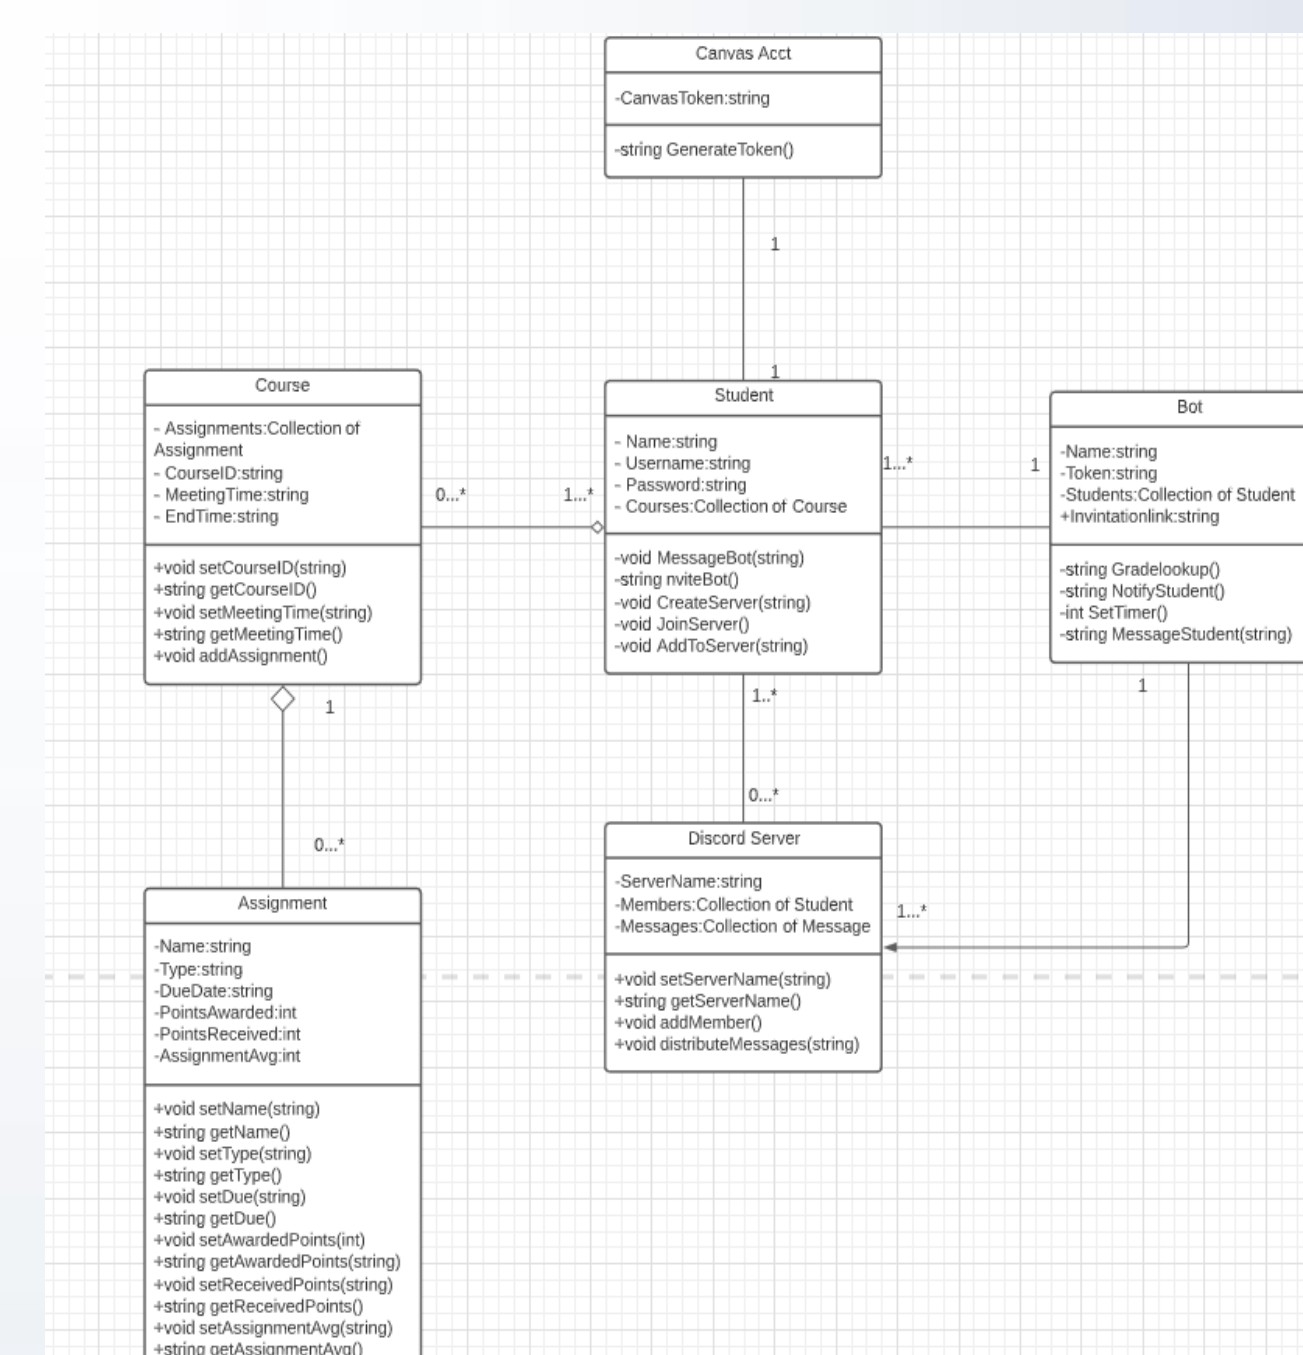 Canvas Acct
-CanvasToken:string
-string GenerateToken()
1
1
Course
- Assignments:Collection of
Assignment
- CourseID:string
- MeetingTime:string
- EndTime:string
+void setCourseID(string)
+string getCourseID()
+void setMeetingTime(string)
+string getMeetingTime()
+void addAssignment()
0...*
1...*
Student
- Name:string
- Username:string
- Password:string
- Courses:Collection of Course
-void MessageBot(string)
-string nviteBot()
-void CreateServer(string)
-void JoinServer()
-void AddToServer(string)
1...*
1
Bot
-Name:string
-Token:string
-Students:Collection of Student
+Invintationlink:string
-string Gradelookup()
-string NotifyStudent()
-int SetTimer()
-string MessageStudent(string)
1
0...*
1..*
0...*
1
1...*
Assignment
-Name:string
-Type:string
-DueDate:string
-PointsAwarded:int
-PointsReceived:int
-AssignmentAvg:int
+void setName(string)
+string getName()
+void setType(string)
+string getType()
+void setDue(string)
+string getDue()
+void setAwardedPoints(int)
+string getAwardedPoints(string)
+void setReceivedPoints(string)
+string getReceivedPoints()
+void setAssignmentAvg(string)
+string getAssignmentAvg()
Discord Server
-ServerName:string
-Members:Collection of Student
-Messages:Collection of Message
+void setServerName(string)
+string getServerName()
+void addMember()
+void distributeMessages(string)